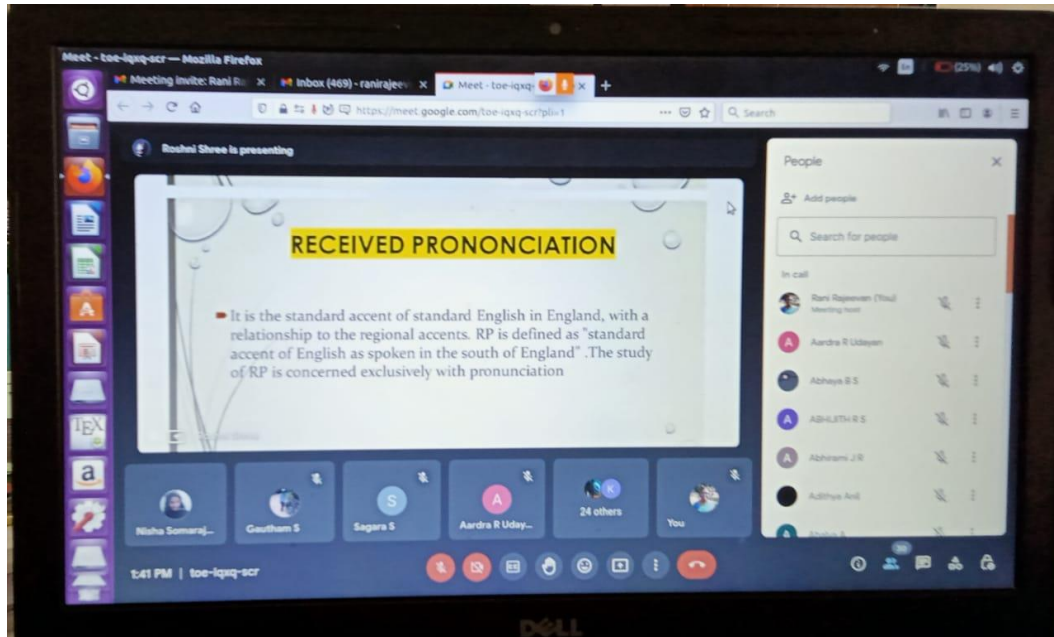 Meet - toe-iqxq-scr — Mozilla Firefox
(25%)
Meeting invite: Rani
Inbox (469) - ranirajeev
Meet - toe-iqxq-
https://meet.google.com/toe-iqxq-scr?pli=1
Search
Roshni Shree is presenting
RECEIVED PRONONCIATION
It is the standard accent of standard English in England, with a
relationship to the regional accents. RP is defined as "standard
accent of English as spoken in the south of England" .The study
of RP is concerned exclusively with pronunciation
People
Add people
Search for people
In call
Rani Rajeevan (You)
Meeting host
A
Aardra R Udayan
Abhaya B S
A
ABHIJITH R S
A
Abhirami J R
Adithya Anil
A
TEX
a
Nisha Somaraj...
Gautham S
S
Sagara S
A
Aardra R Uday...
K
24 others
You
1:41 PM | toe-iqxq-scr
30
DELL